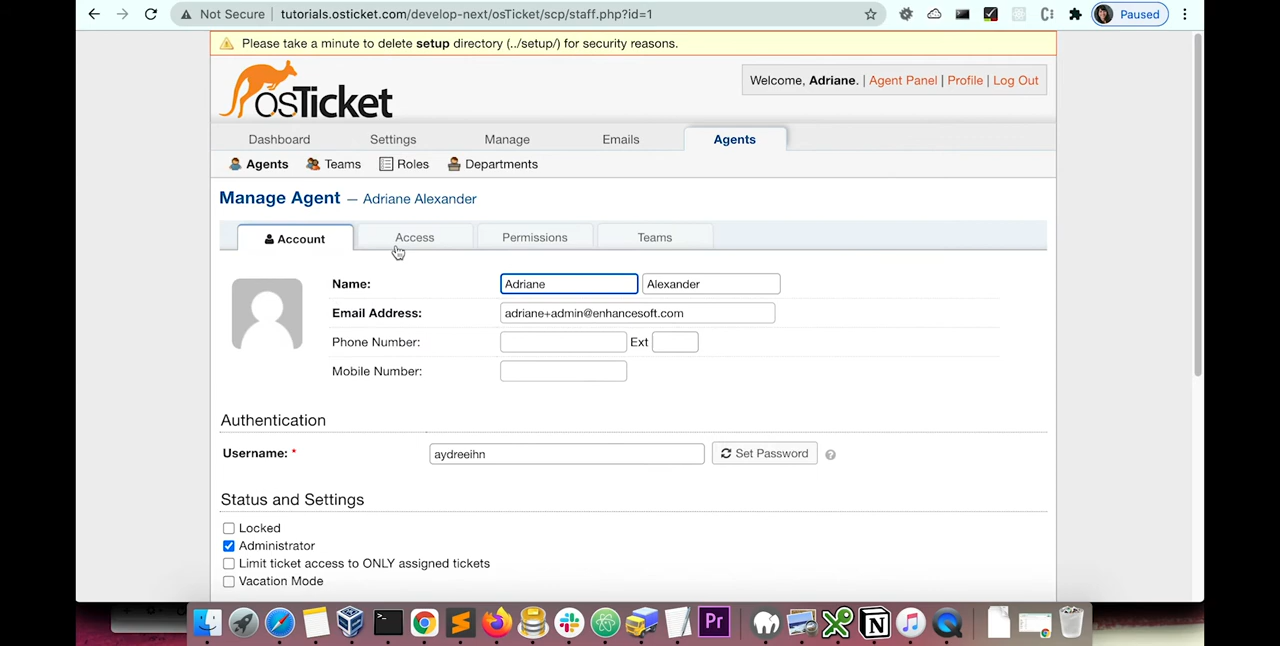 Not Secure | tutorials.osticket.com/develop-next/osTicket/scp/staff.php?id=1
Paused
Please take a minute to delete setup directory (../setup/) for security reasons.
osTicket
Welcome, Adriane. | Agent Panel | Profile | Log Out
Dashboard Settings Manage Emails Agents
Agents Teams Roles Departments
Manage Agent — Adriane Alexander
Account Access Permissions Teams
Name: Adriane Alexander
Email Address: adriane+admin@enhancesoft.com
Phone Number: Ext
Mobile Number:
Authentication
Username: * aydreeihn Set Password ?
Status and Settings
Locked
Administrator
Limit ticket access to ONLY assigned tickets
Vacation Mode
Pr
N